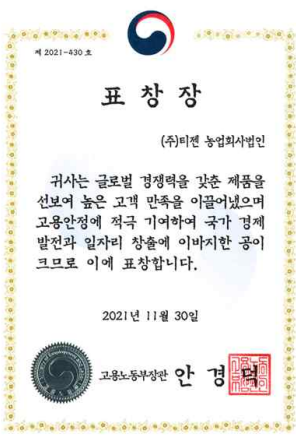 제 2021-430 호
표 창 장
(주)티젠 농업회사법인
귀사는 글로벌 경쟁력을 갖춘 제품을
선보여 높은 고객 만족을 이끌어냈으며
고용안정에 적극 기여하여 국가 경제
발전과 일자리 창출에 이바지한 공이
크므로 이에 표창합니다.
2021년 11월 30일
고용노동부장관 안 경 덕